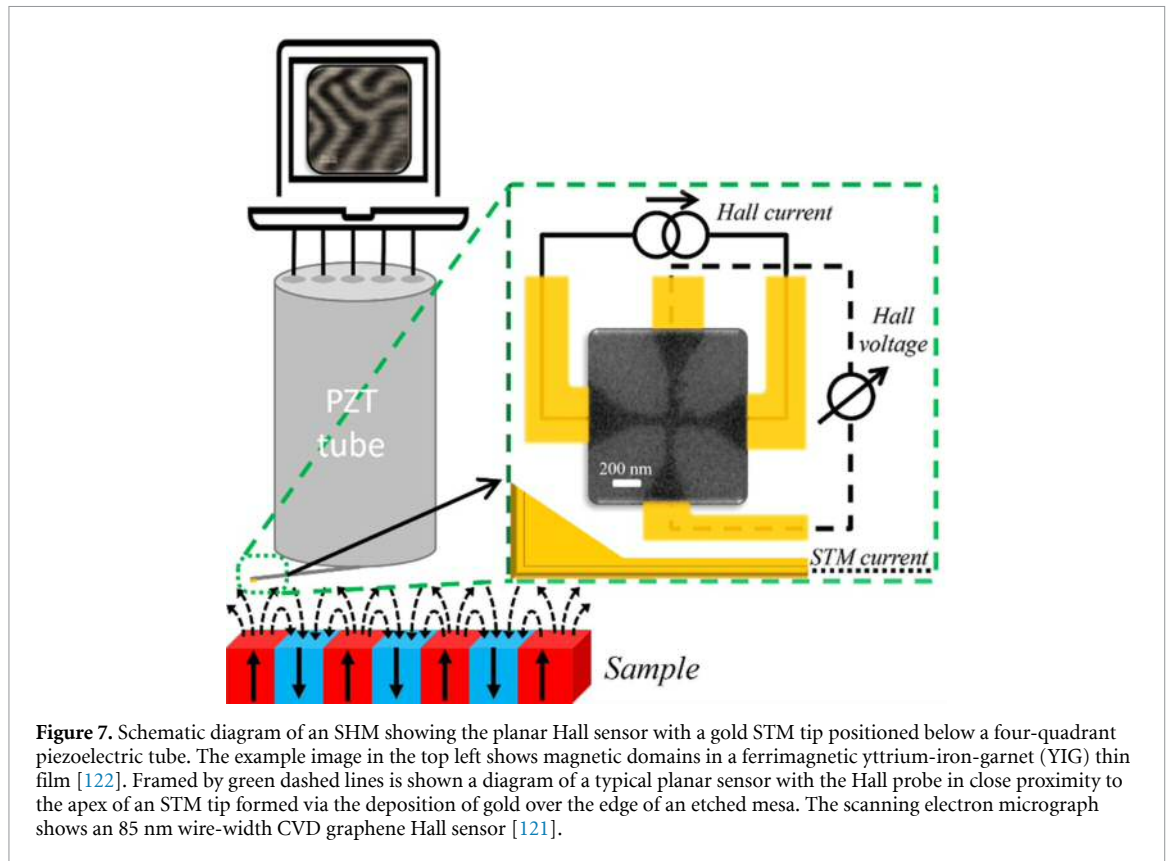 Hall current
Hall
voltage
PZT
tube
200 nm
STM current
Sample
Figure 7. Schematic diagram of an SHM showing the planar Hall sensor with a gold STM tip positioned below a four-quadrant
piezoelectric tube. The example image in the top left shows magnetic domains in a ferrimagnetic yttrium-iron-garnet (YIG) thin
film [122]. Framed by green dashed lines is shown a diagram of a typical planar sensor with the Hall probe in close proximity to
the apex of an STM tip formed via the deposition of gold over the edge of an etched mesa. The scanning electron micrograph
shows an 85 nm wire-width CVD graphene Hall sensor [121].